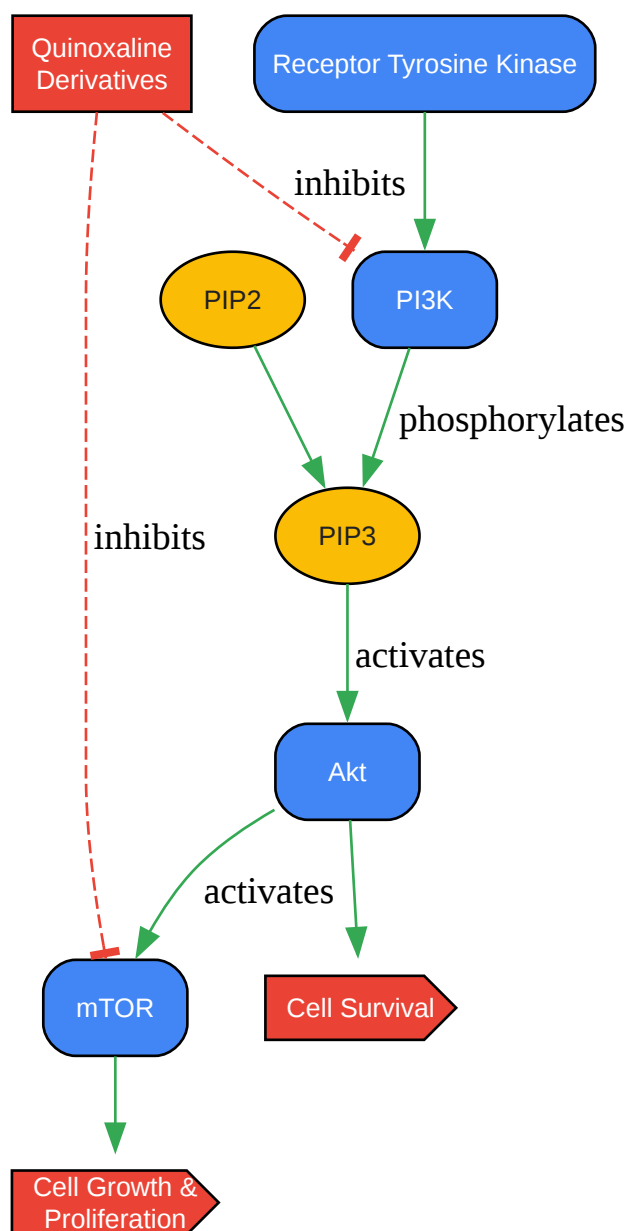 Quinoxaline
Derivatives
Receptor Tyrosine Kinase
inhibits
PIP2
PI3K
phosphorylates
PIP3
inhibits
activates
Akt
activates
mTOR
Cell Survival
Cell Growth &
Proliferation